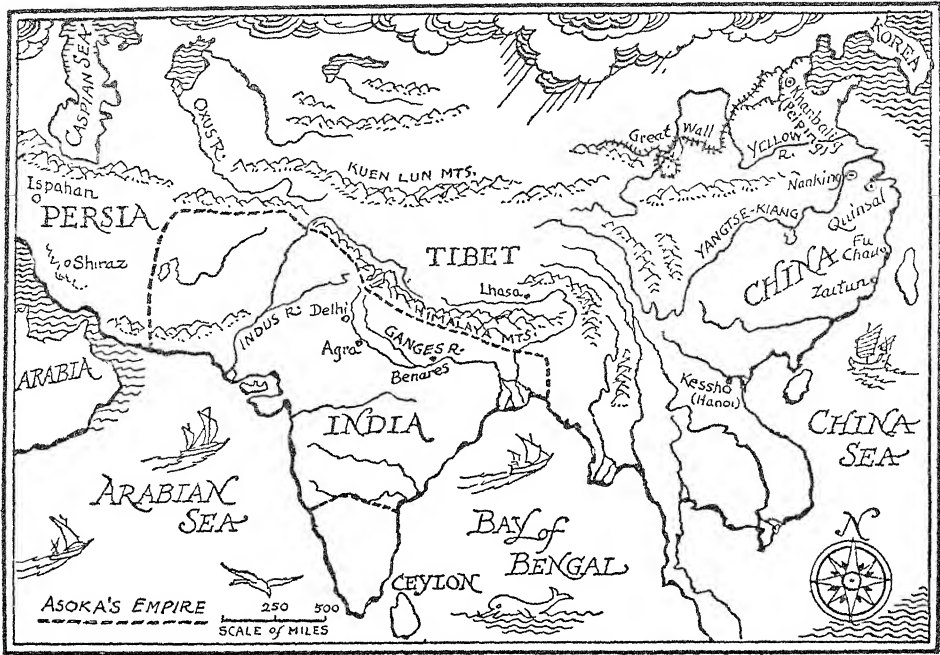 CASPIAN SEA
OXUS R.
KOREA
Khanbalig
(Peiping)
Great Wall
YELLOW
R.
KUEN LUN MTS.
Nanking
Quinsai
Ispahan
PERSIA
YANGTSE-KIANG
TIBET
Shiraz
CHINA
Fu
Chau
Zaitun
Lhasa
HIMALAYA MTS.
INDUS R.
Delhi
GANGES R.
Agra
Benares
ARABIA
Kessho
(Hanoi)
INDIA
CHINA
SEA
ARABIAN
SEA
BAY of
BENGAL
N
CEYLON
ASOKA'S EMPIRE
250 500
SCALE of MILES